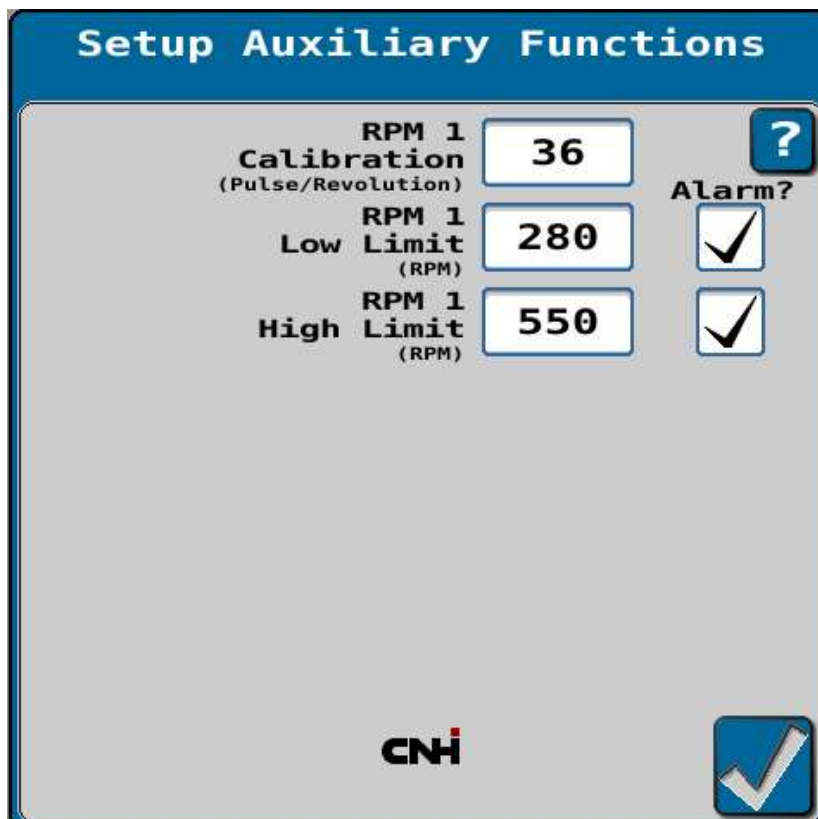 Setup Auxiliary Functions
?
RPM 1
Calibration
(Pulse/Revolution)
36
Alarm?
RPM 1
Low Limit
(RPM)
280
RPM 1
High Limit
(RPM)
550
CNHi